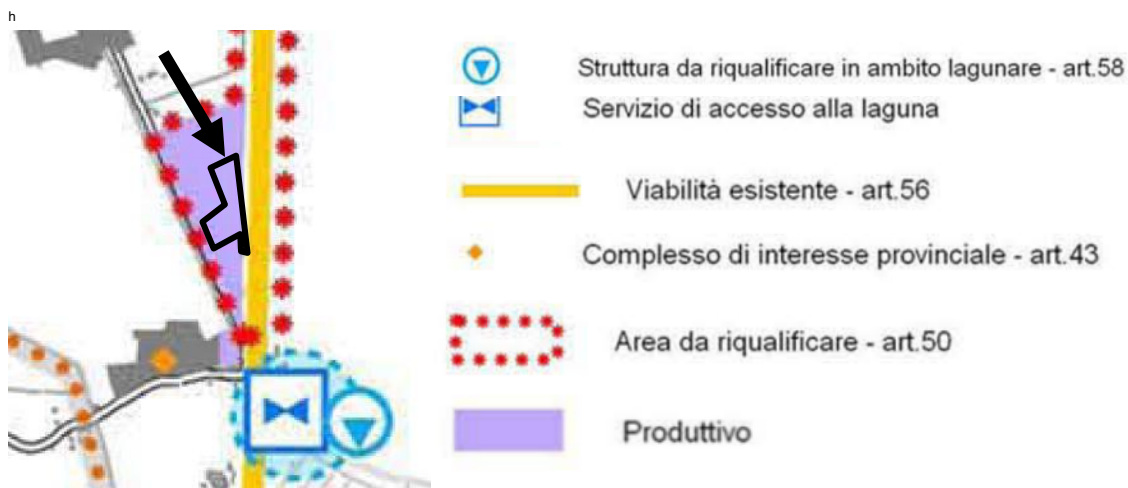 h
Struttura da riqualificare in ambito lagunare - art.58
Servizio di accesso alla laguna
Viabilità esistente - art.56
Complesso di interesse provinciale - art.43
Area da riqualificare - art.50
Produttivo